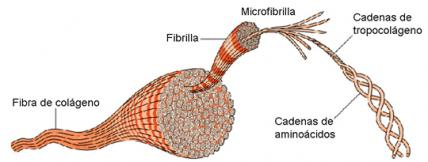 Microfibrilla
Fibrilla
Cadenas de
tropocolágeno
Fibra de colágeno
Cadenas de
aminoácidos